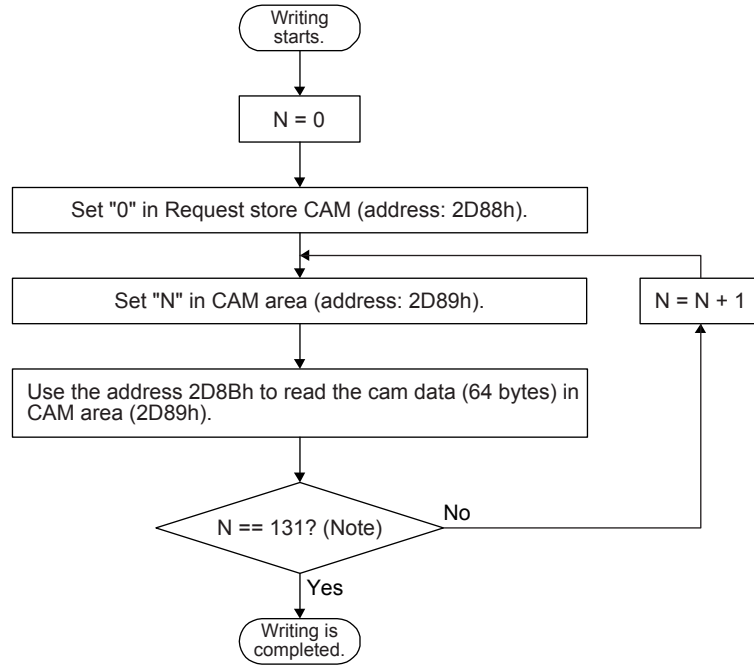 Writing
starts.
N = 0
Set "0" in Request store CAM (address: 2D88h).
Set "N" in CAM area (address: 2D89h).
N = N + 1
Use the address 2D8Bh to read the cam data (64 bytes) in
CAM area (2D89h).
N == 131? (Note)
No
Yes
Writing is
completed.